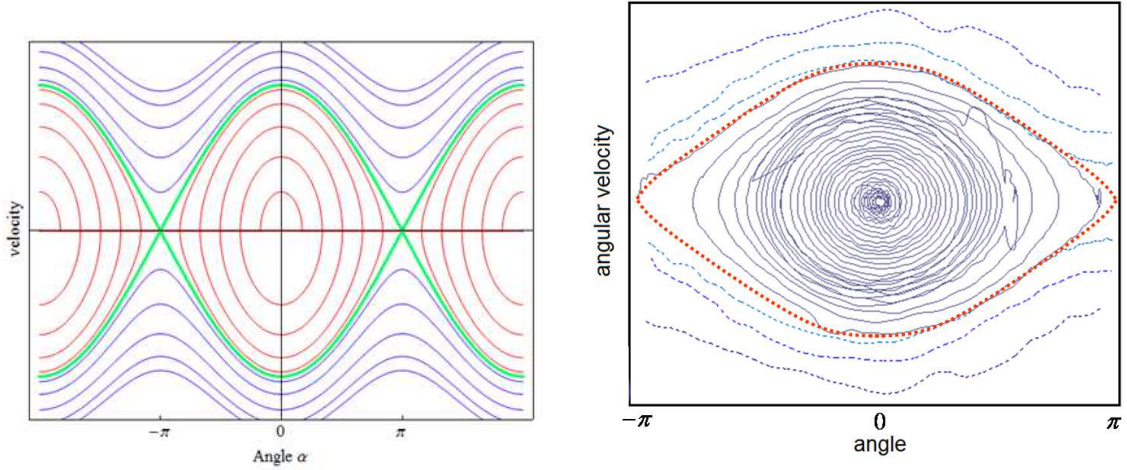 velocity
−π
0
π
Angle α
angular velocity
−π
0
π
angle